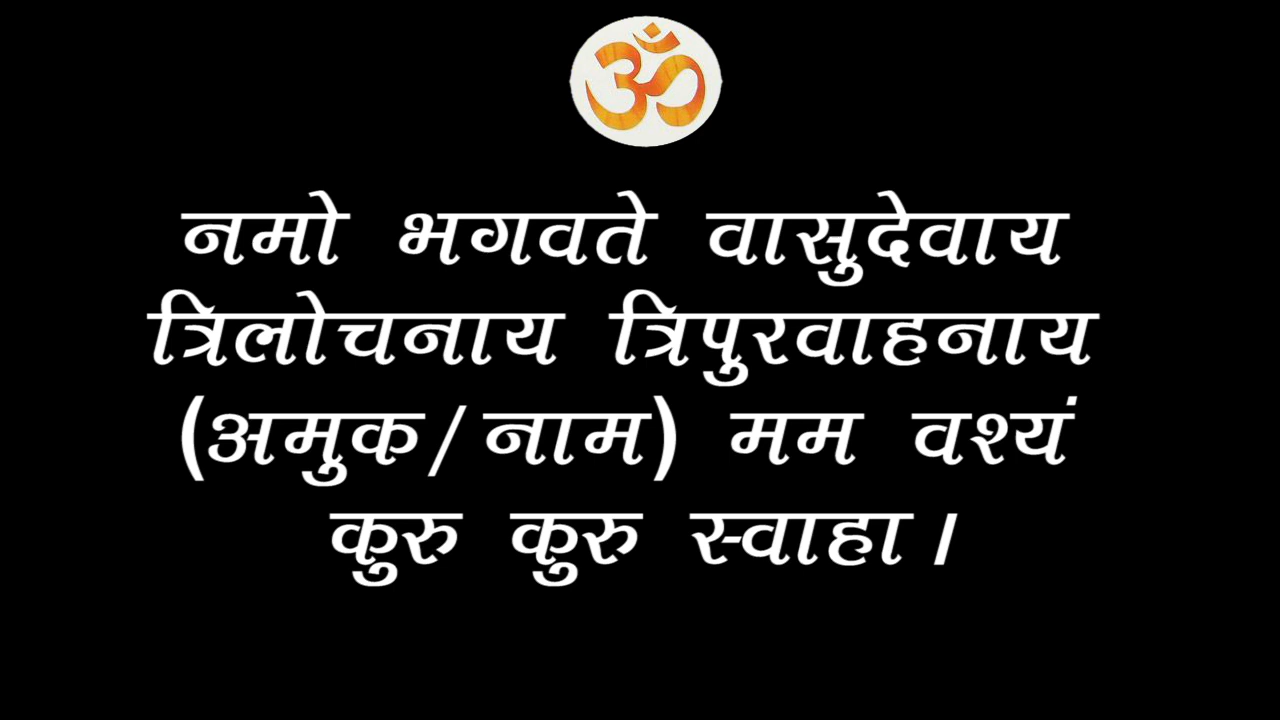 ॐ
नमो भगवते वासुदेवाय
त्रिलोचनाय त्रिपुरवाहनाय
(अमुक/नाम) मम वश्यं
कुरु कुरु स्वाहा।